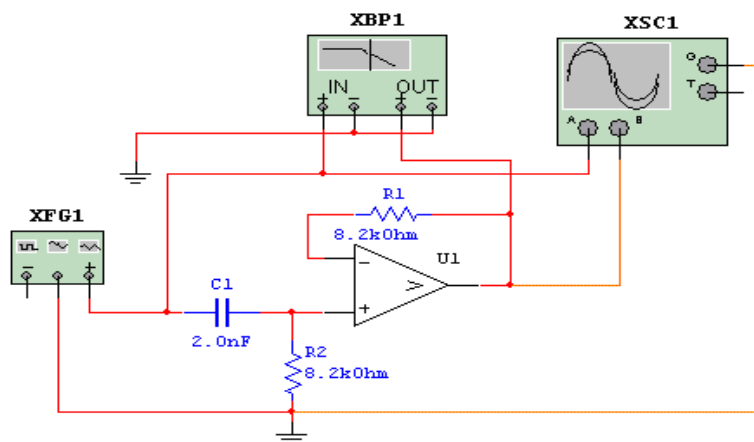 XBP1
XSC1
IN OUT
+ - + -
G
T
A B
XFG1
R1
8.2kOhm
U1
- +
-
+
C1
2.0nF
R2
8.2kOhm